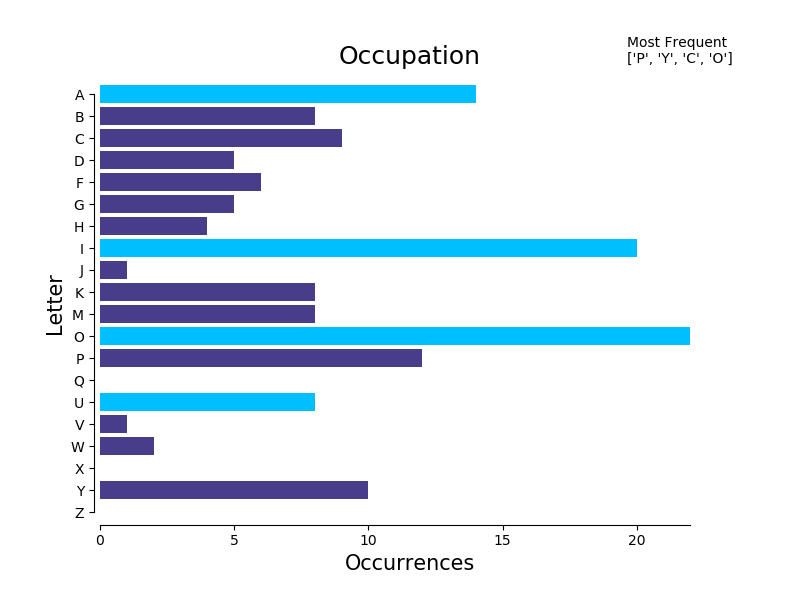 Most Frequent
['P', 'Y', 'C', 'O']
Occupation
Letter
A
B
C
D
F
G
H
I
J
K
M
O
P
Q
U
V
W
X
Y
Z
0 5 10 15 20
Occurrences